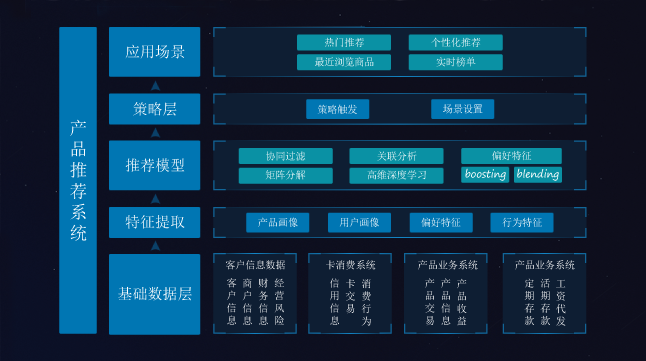 产品推荐系统
应用场景
热门推荐
个性化推荐
最近浏览商品
实时榜单
策略层
策略触发
场景设置
推荐模型
协同过滤
关联分析
偏好特征
矩阵分解
高维深度学习
boosting
blending
特征提取
产品画像
用户画像
偏好特征
行为特征
基础数据层
客户信息数据
客户信息
商户信息
财务信息
经营风险
卡消费系统
信用信息
卡交易
消费行为
产品业务系统
产品交易
产品信息
产品收益
产品业务系统
定期存款
活期存款
工资代发